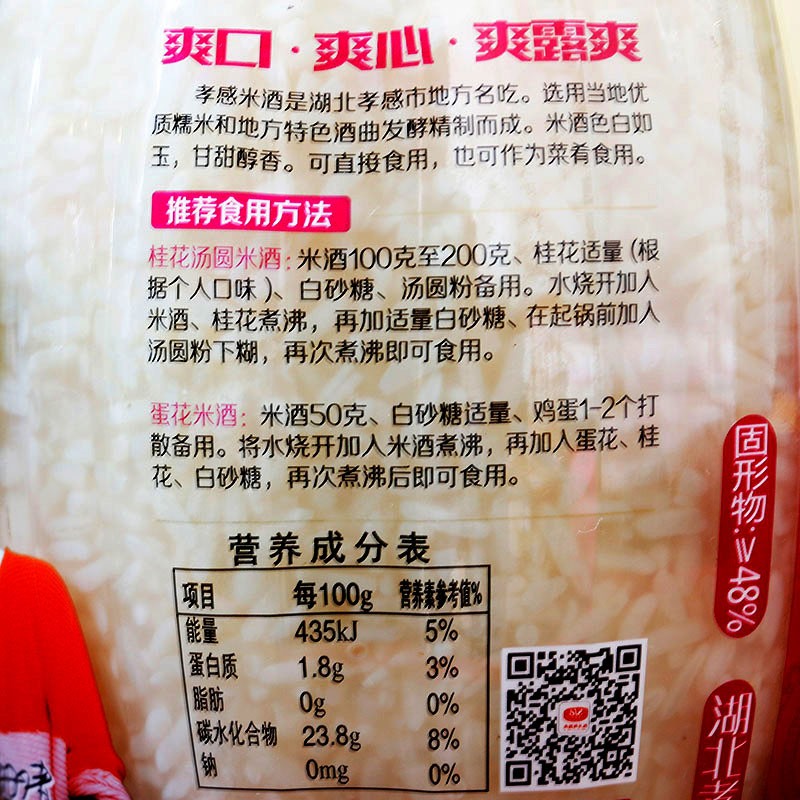 爽口·爽心·爽露爽
孝感米酒是湖北孝感市地方名吃。选用当地优
质糯米和地方特色酒曲发酵精制而成。米酒色白如
玉，甘甜醇香。可直接食用，也可作为菜肴食用。
推荐食用方法
桂花汤圆米酒：米酒100克至200克、桂花适量(根
据个人口味)、白砂糖、汤圆粉备用。水烧开加入
米酒、桂花煮沸，再加适量白砂糖、在起锅前加入
汤圆粉下糊，再次煮沸即可食用。
蛋花米酒：米酒50克、白砂糖适量、鸡蛋1-2个打
散备用。将水烧开加入米酒煮沸，再加入蛋花、桂
花、白砂糖，再次煮沸后即可食用。
营养成分表
项目 每100g 营养素参考值%
能量 435kJ 5%
蛋白质 1.8g 3%
脂肪 0g 0%
碳水化合物 23.8g 8%
钠 0mg 0%
固形物:≥48%
湖北孝